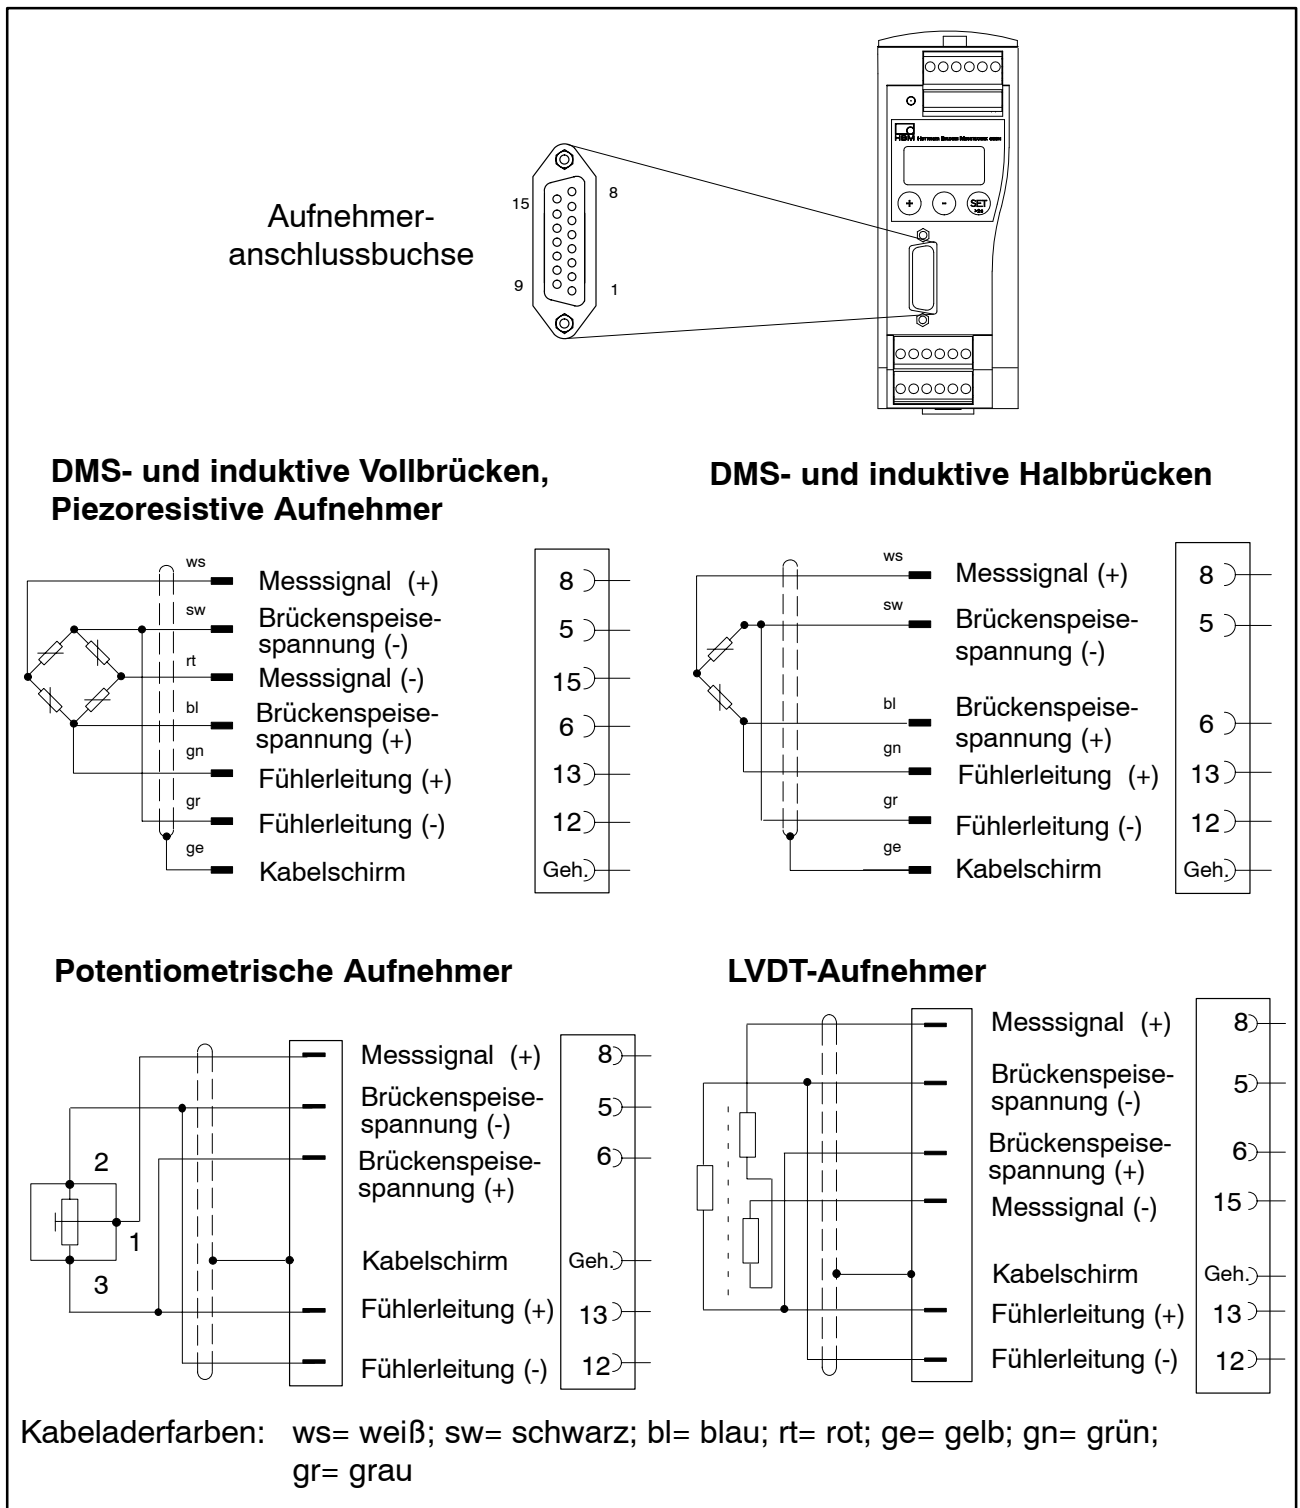 HBM HOTTINGER BALDWIN MESSTECHNIK GMBH
+ - SET
Aufnehmer-
anschlussbuchse
15
8
9
1
DMS- und induktive Vollbrücken,
Piezoresistive Aufnehmer
ws
Messsignal (+)
8
sw
Brückenspeise-
spannung (-)
5
rt
Messsignal (-)
15
bl
Brückenspeise-
spannung (+)
6
gn
Fühlerleitung (+)
13
gr
Fühlerleitung (-)
12
ge
Kabelschirm
Geh.
DMS- und induktive Halbbrücken
ws
Messsignal (+)
8
sw
Brückenspeise-
spannung (-)
5
bl
Brückenspeise-
spannung (+)
6
gn
Fühlerleitung (+)
13
gr
Fühlerleitung (-)
12
ge
Kabelschirm
Geh.
Potentiometrische Aufnehmer
2
1
3
Messsignal (+)
8
Brückenspeise-
spannung (-)
5
Brückenspeise-
spannung (+)
6
Kabelschirm
Geh.
Fühlerleitung (+)
13
Fühlerleitung (-)
12
LVDT-Aufnehmer
Messsignal (+)
8
Brückenspeise-
spannung (-)
5
Brückenspeise-
spannung (+)
6
Messsignal (-)
15
Kabelschirm
Geh.
Fühlerleitung (+)
13
Fühlerleitung (-)
12
Kabeladerfarben: ws= weiß; sw= schwarz; bl= blau; rt= rot; ge= gelb; gn= grün;
gr= grau